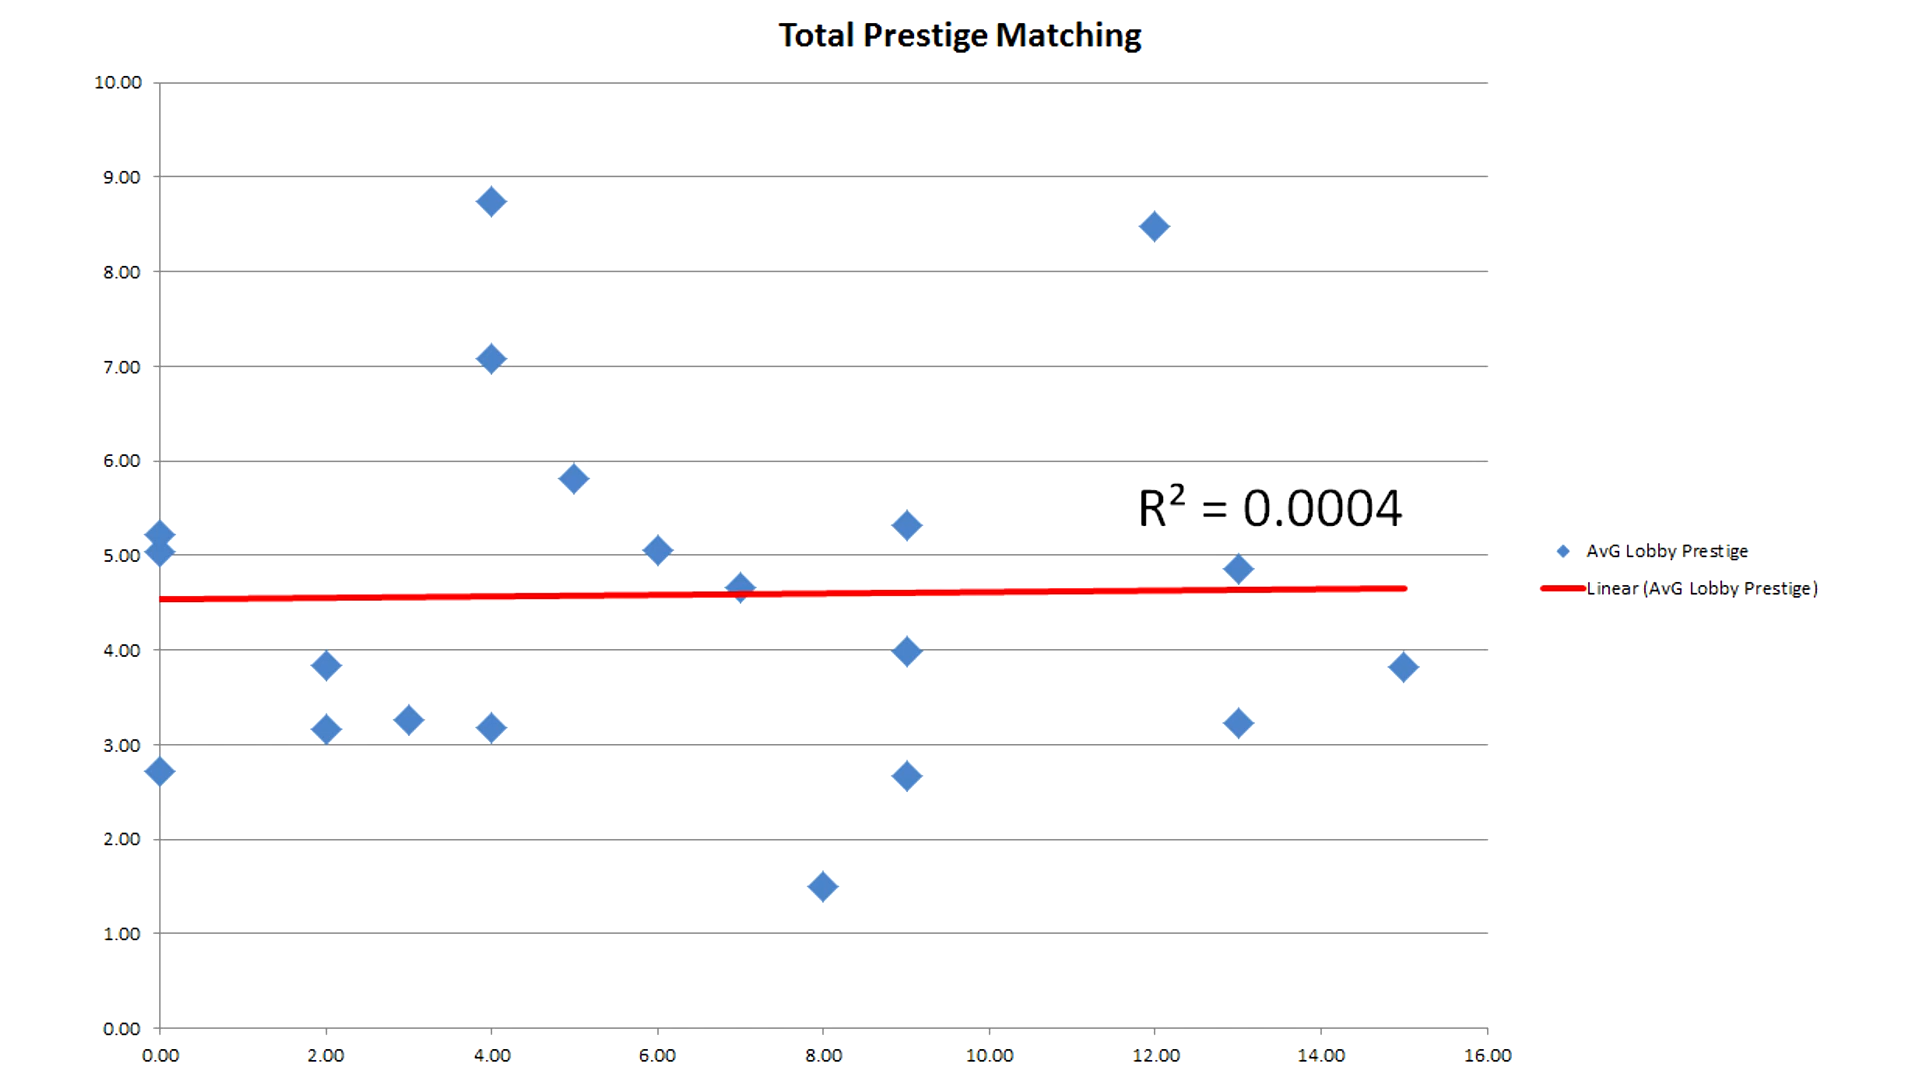 Total Prestige Matching
10.00
9.00
8.00
7.00
6.00
5.00
4.00
3.00
2.00
1.00
0.00
R² = 0.0004
AvG Lobby Prestige
Linear (AvG Lobby Prestige)
0.00 2.00 4.00 6.00 8.00 10.00 12.00 14.00 16.00